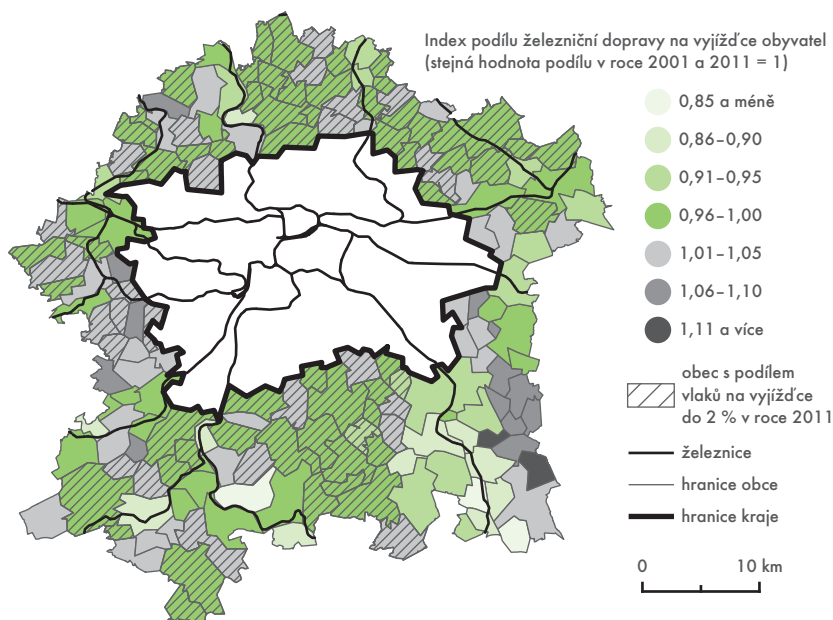 Index podílu železniční dopravy na vyjížďce obyvatel
(stejná hodnota podílu v roce 2001 a 2011 = 1)
0,85 a méně
0,86–0,90
0,91–0,95
0,96–1,00
1,01–1,05
1,06–1,10
1,11 a více
obec s podílem
vlaků na vyjížďce
do 2 % v roce 2011
železnice
hranice obce
hranice kraje
0 10 km